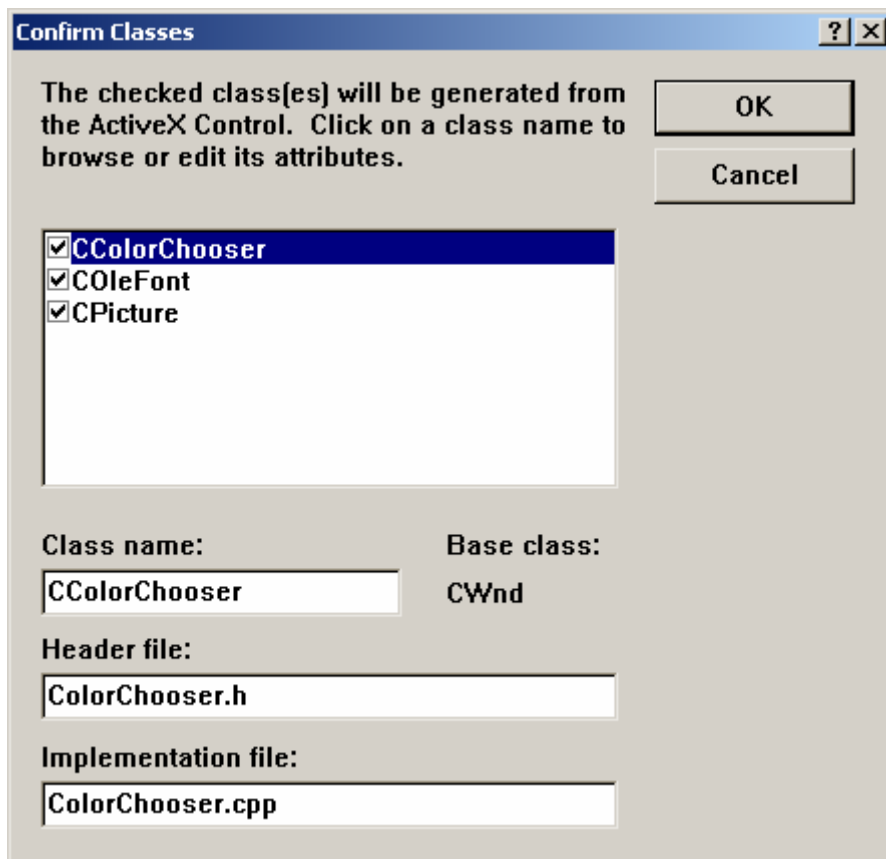 Confirm Classes
The checked class(es) will be generated from
the ActiveX Control. Click on a class name to
browse or edit its attributes.
OK
Cancel
CColorChooser
COleFont
CPicture
Class name:
Base class:
CColorChooser
CWnd
Header file:
ColorChooser.h
Implementation file:
ColorChooser.cpp